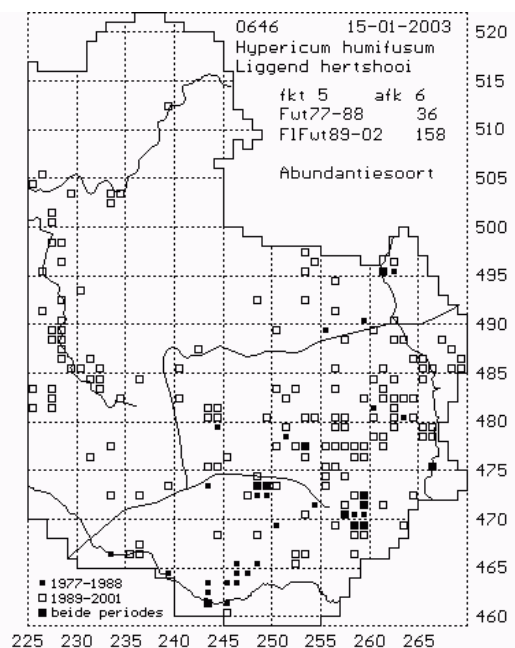 0646 15-01-2003
Hypericum humifusum
Liggend hertshooi
fkt 5 afk 6
Fwt77-88 36
FlFwt89-02 158
Abundantiesoort
520
515
510
505
500
495
490
485
480
475
470
465
460
1977-1988
1989-2001
beide periodes
225 230 235 240 245 250 255 260 265